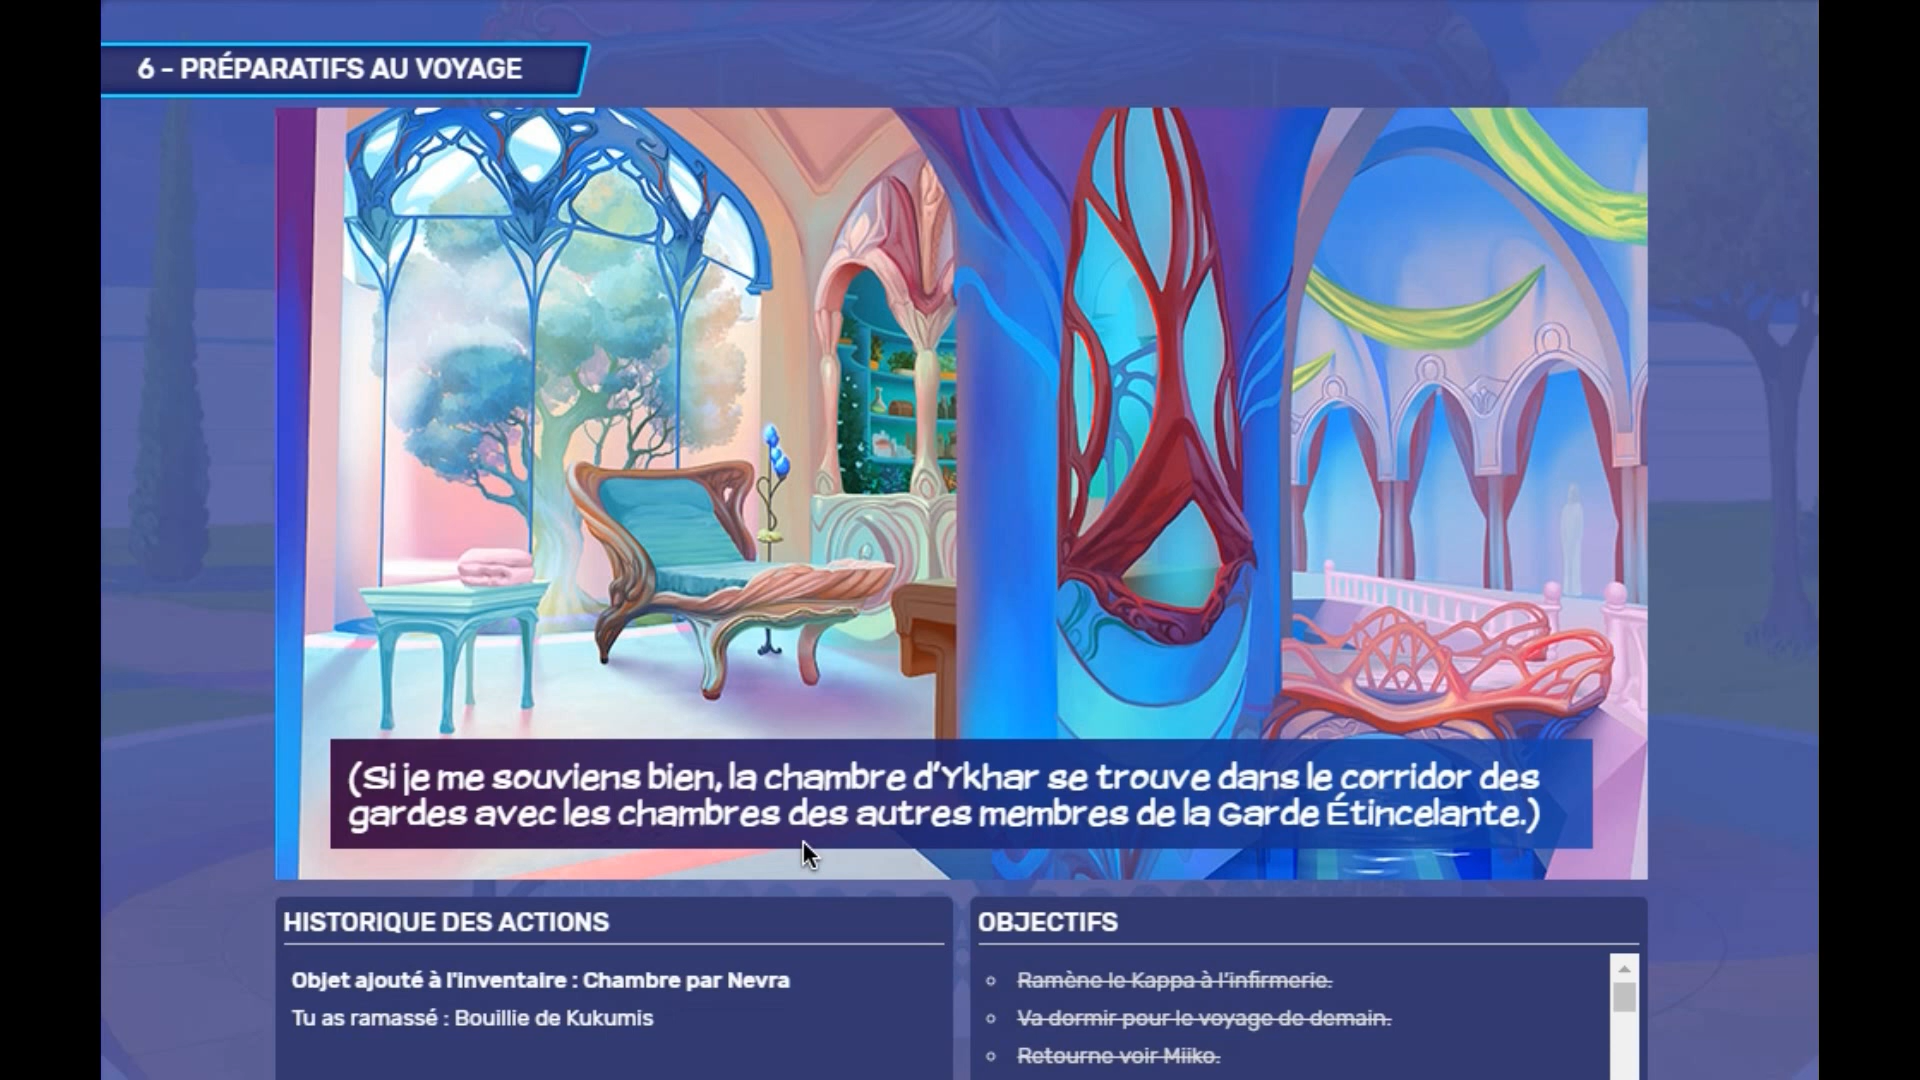 6 - PRÉPARATIFS AU VOYAGE
(Si je me souviens bien, la chambre d'Ykhar se trouve dans le corridor des
gardes avec les chambres des autres membres de la Garde Étincelante.)
HISTORIQUE DES ACTIONS
Objet ajouté à l'Inventaire : Chambre par Nevra
Tu as ramassé : Bouillie de Kukumis
OBJECTIFS
Ramène le Kappa à l'infirmerie.
Va dormir pour le voyage de demain.
Retourne voir Miiko.